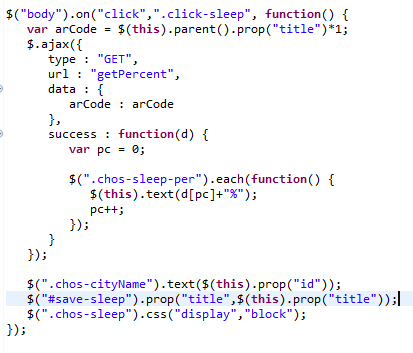 $("body").on("click",".click-sleep", function() {
var arCode = $(this).parent().prop("title")*1;
$.ajax({
type : "GET",
url : "getPercent",
data : {
arCode : arCode
},
success : function(d) {
var pc = 0;
$(".chos-sleep-per").each(function() {
$(this).text(d[pc]+"%");
pc++;
});
}
});
$(".chos-cityName").text($(this).prop("id"));
$("#save-sleep").prop("title",$(this).prop("title"));
$(".chos-sleep").css("display","block");
});